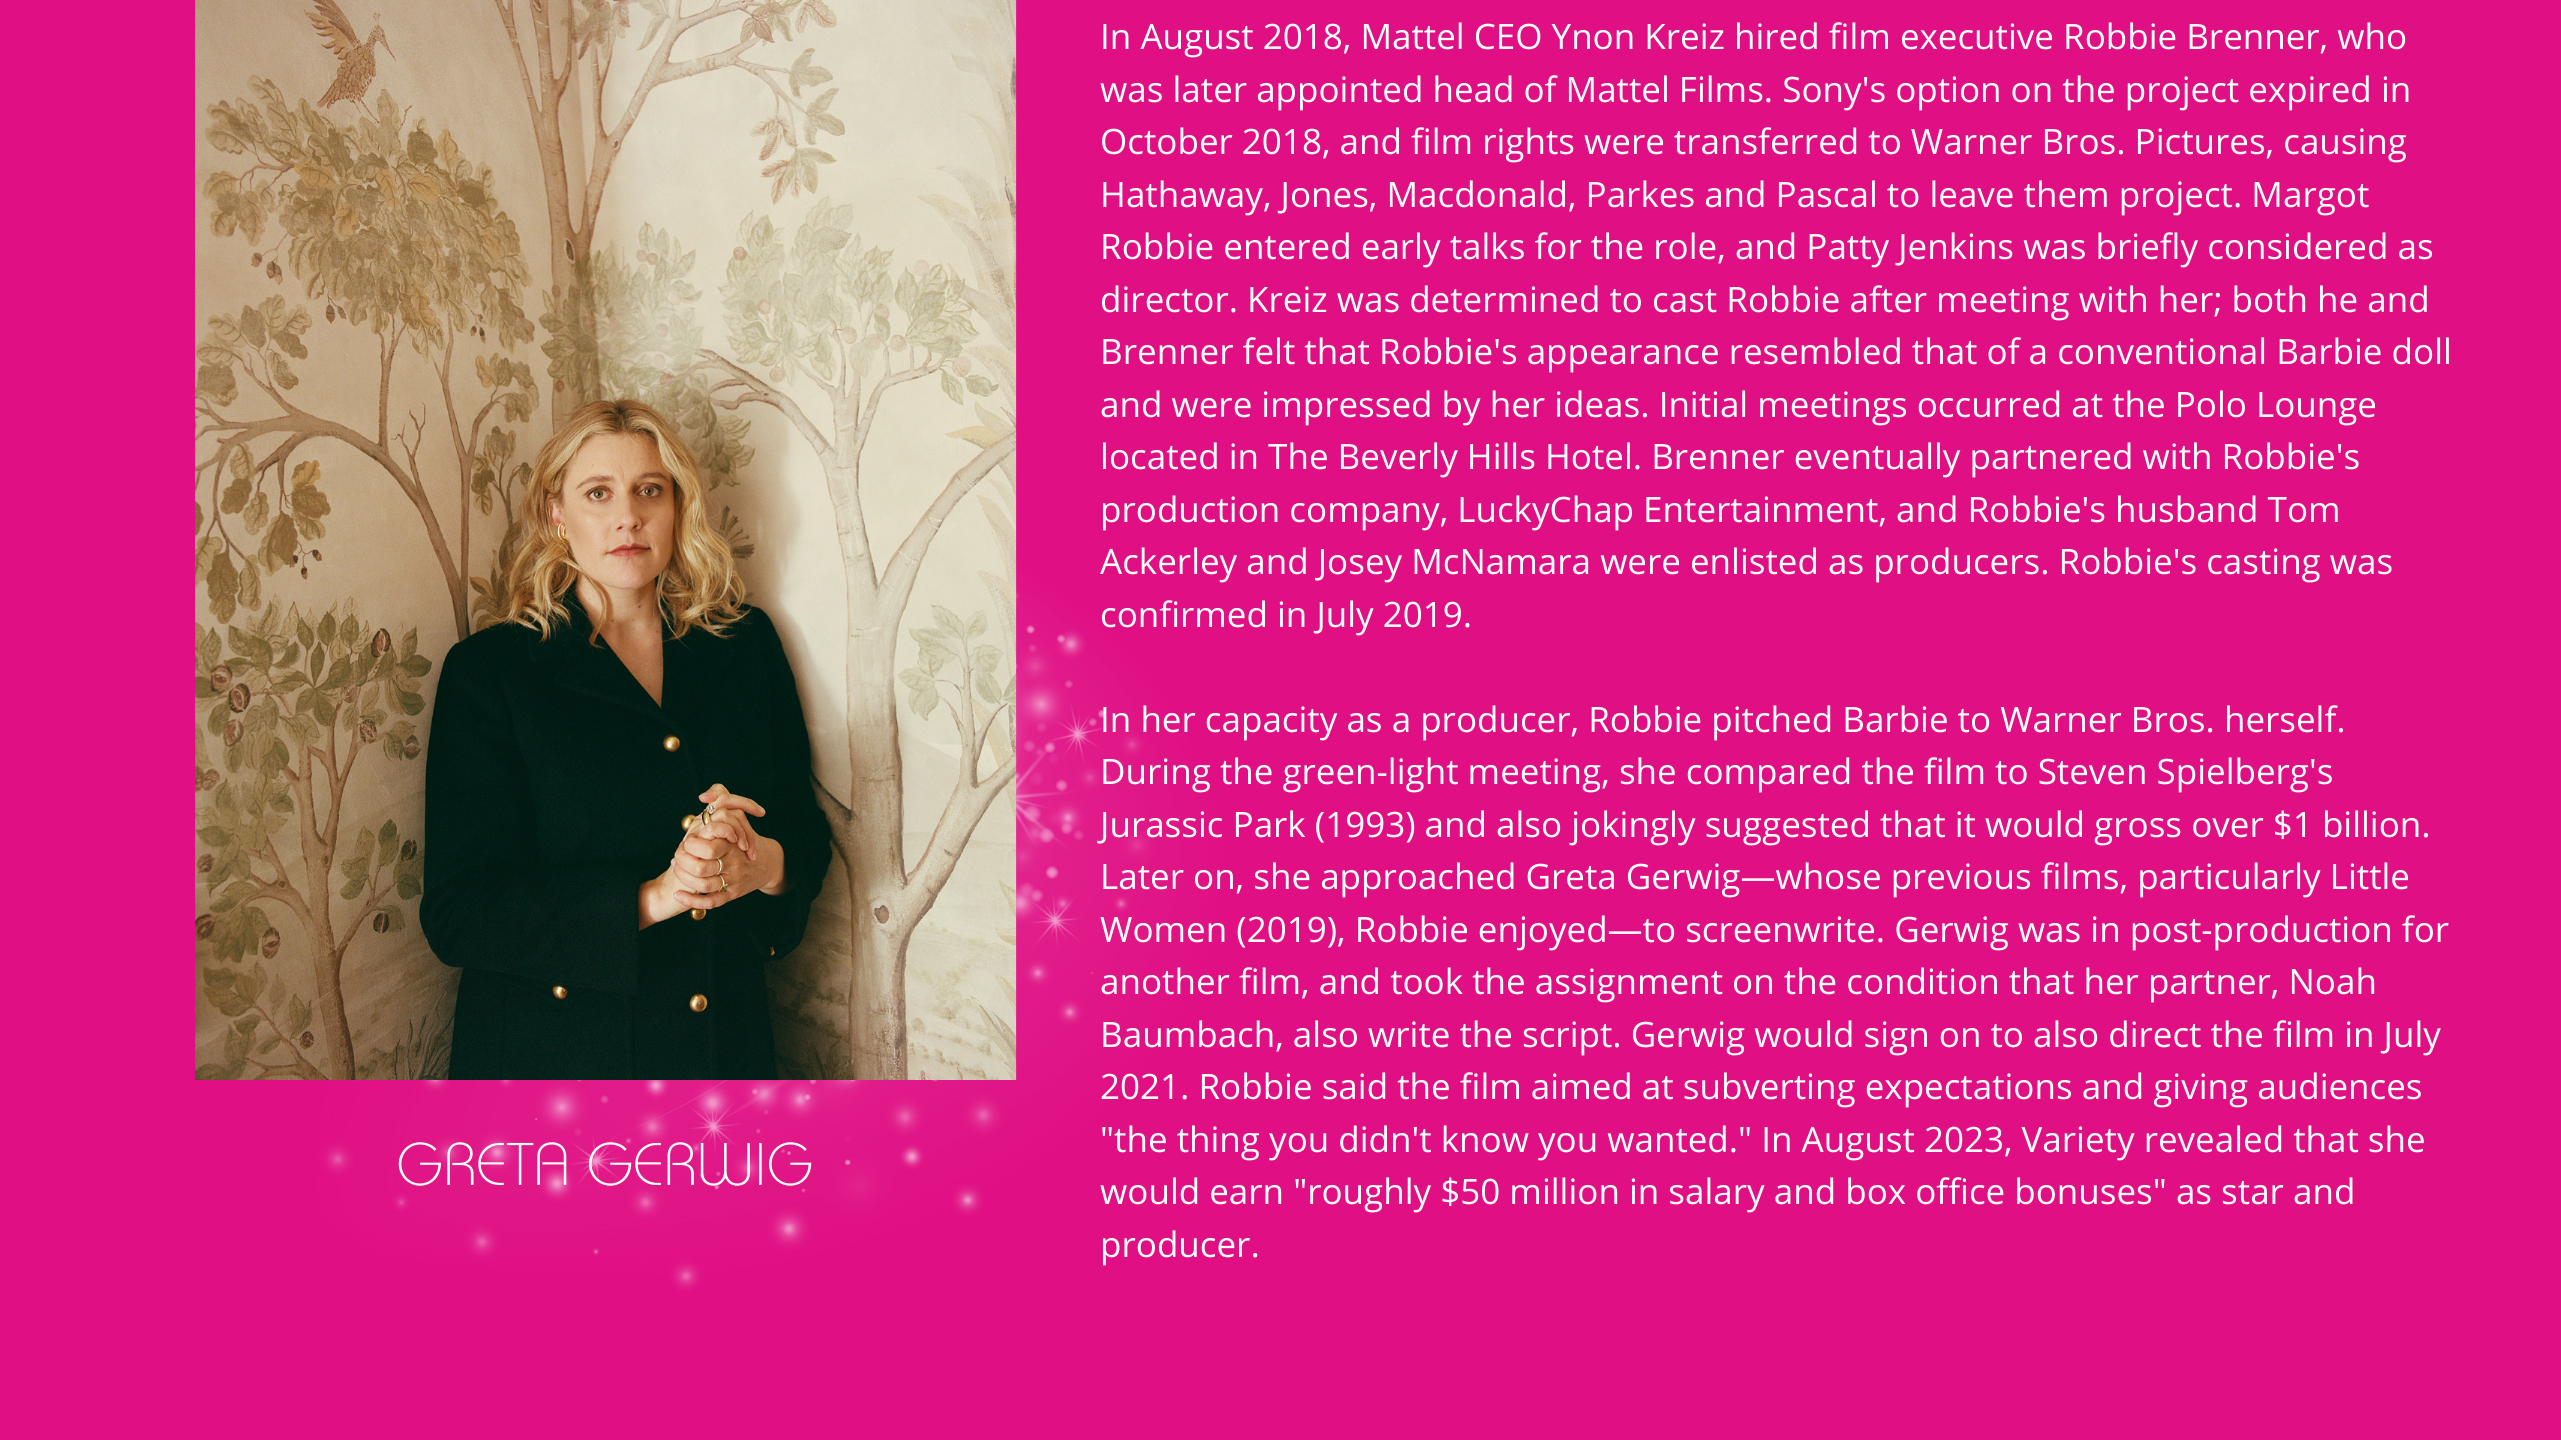 In August 2018, Mattel CEO Ynon Kreiz hired film executive Robbie Brenner, who
was later appointed head of Mattel Films. Sony's option on the project expired in
October 2018, and film rights were transferred to Warner Bros. Pictures, causing
Hathaway, Jones, Macdonald, Parkes and Pascal to leave them project. Margot
Robbie entered early talks for the role, and Patty Jenkins was briefly considered as
director. Kreiz was determined to cast Robbie after meeting with her; both he and
Brenner felt that Robbie's appearance resembled that of a conventional Barbie doll
and were impressed by her ideas. Initial meetings occurred at the Polo Lounge
located in The Beverly Hills Hotel. Brenner eventually partnered with Robbie's
production company, LuckyChap Entertainment, and Robbie's husband Tom
Ackerley and Josey McNamara were enlisted as producers. Robbie's casting was
confirmed in July 2019.
In her capacity as a producer, Robbie pitched Barbie to Warner Bros. herself.
During the green-light meeting, she compared the film to Steven Spielberg's
Jurassic Park (1993) and also jokingly suggested that it would gross over $1 billion.
Later on, she approached Greta Gerwig—whose previous films, particularly Little
Women (2019), Robbie enjoyed—to screenwrite. Gerwig was in post-production for
another film, and took the assignment on the condition that her partner, Noah
Baumbach, also write the script. Gerwig would sign on to also direct the film in July
2021. Robbie said the film aimed at subverting expectations and giving audiences
"the thing you didn't know you wanted." In August 2023, Variety revealed that she
would earn "roughly $50 million in salary and box office bonuses" as star and
producer.
GRETA GERWIG